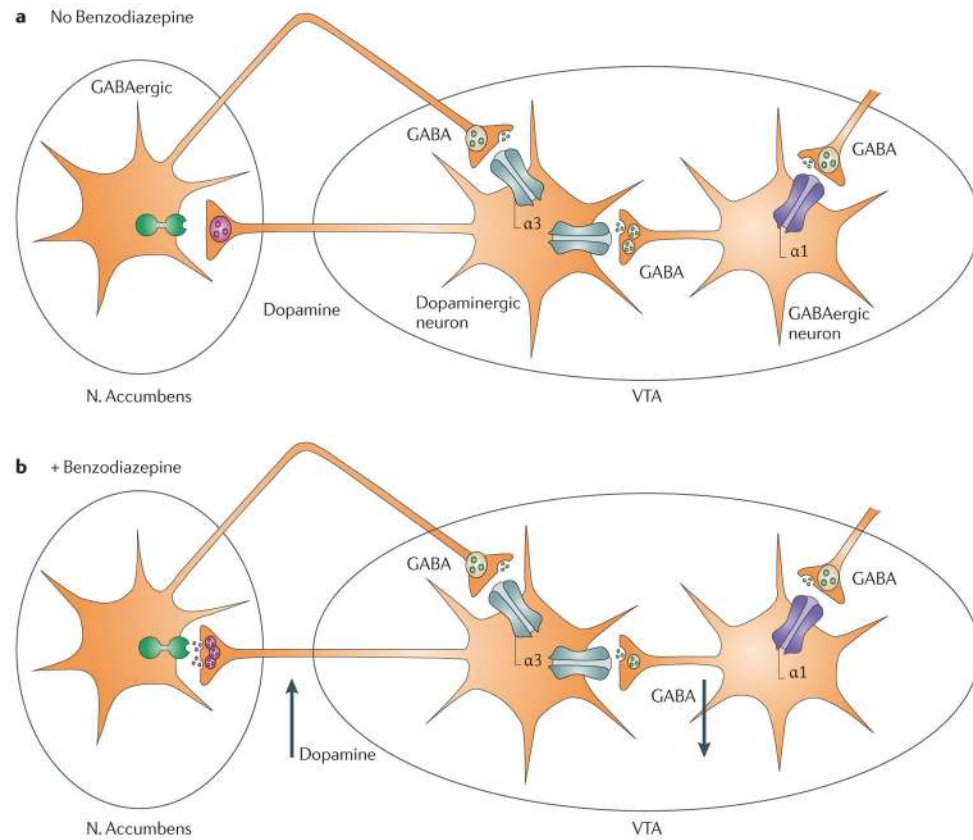 a No Benzodiazepine
GABAergic
GABA
GABA
α3
α1
GABA
Dopamine
Dopaminergic
neuron
GABAergic
neuron
N. Accumbens
VTA
b + Benzodiazepine
GABA
GABA
α3
α1
GABA
Dopamine
N. Accumbens
VTA